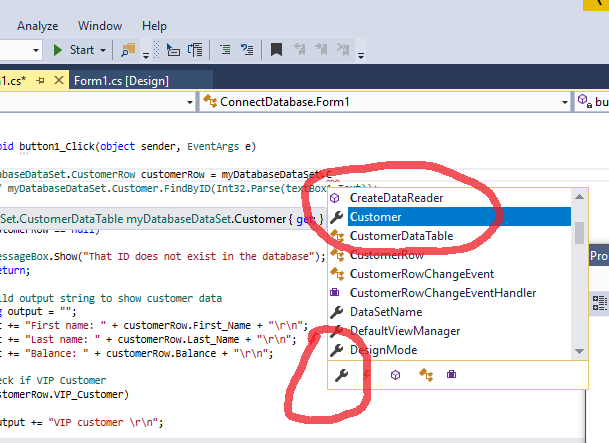 Analyze Window Help
Start
1.cs* Form1.cs [Design]
ConnectDatabase.Form1 bu
oid button1_Click(object sender, EventArgs e)
abaseDataSet.CustomerRow customerRow = myDatabaseDataSet.c
myDatabaseDataSet.Customer.FindByID(Int32.Parse(textBox1.Text));
CreateDataReader
Customer
Set.CustomerDataTable myDatabaseDataSet.Customer { get; }
CustomerDataTable
tomerRow == null)
CustomerRow
essageBox.Show("That ID does not exist in the database");
CustomerRowChangeEvent
eturn;
CustomerRowChangeEventHandler
Pro
ild output string to show customer data
DataSetName
g output = "";
t += "First name: " + customerRow.First_Name + "\r\n";
DefaultViewManager
t += "Last name: " + customerRow.Last_Name + "\r\n";
DesignMode
t += "Balance: " + customerRow.Balance + "\r\n";
eck if VIP Customer
stomerRow.VIP_Customer)
utput += "VIP customer \r\n";